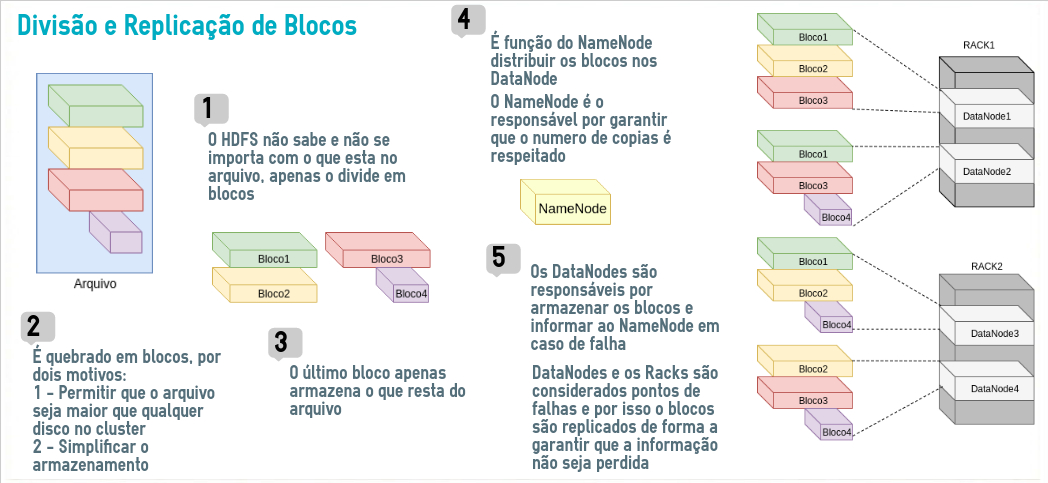 Divisão e Replicação de Blocos
Arquivo
1
O HDFS não sabe e não se
importa com o que esta no
arquivo, apenas o divide em
blocos
Bloco1
Bloco2
Bloco3
Bloco4
2
É quebrado em blocos, por
dois motivos:
1 - Permitir que o arquivo
seja maior que qualquer
disco no cluster
2 - Simplificar o
armazenamento
3
O último bloco apenas
armazena o que resta do
arquivo
4
É função do NameNode
distribuir os blocos nos
DataNode
O NameNode é o
responsável por garantir
que o numero de copias é
respeitado
NameNode
5
Os DataNodes são
responsáveis por
armazenar os blocos e
informar ao NameNode em
caso de falha
DataNodes e os Racks são
considerados pontos de
falhas e por isso o blocos
são replicados de forma a
garantir que a informação
não seja perdida
Bloco1
Bloco2
Bloco3
Bloco1
Bloco3
Bloco4
RACK1
DataNode1
DataNode2
Bloco1
Bloco2
Bloco4
Bloco2
Bloco3
Bloco4
RACK2
DataNode3
DataNode4